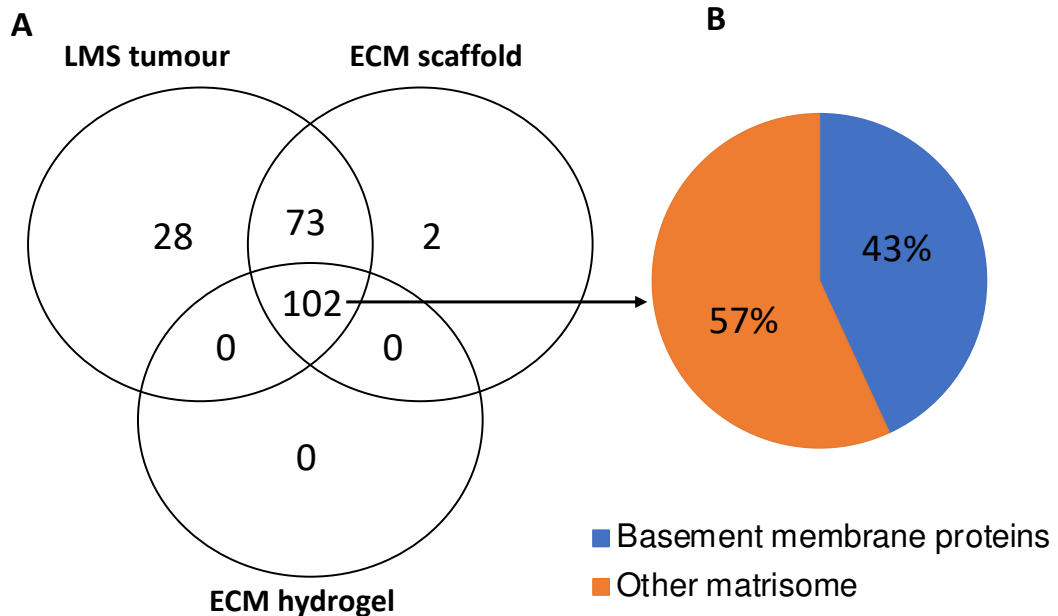 A
B
LMS tumour
ECM scaffold
28
73
2
102
0
0
0
ECM hydrogel
43%
57%
Basement membrane proteins
Other matrisome